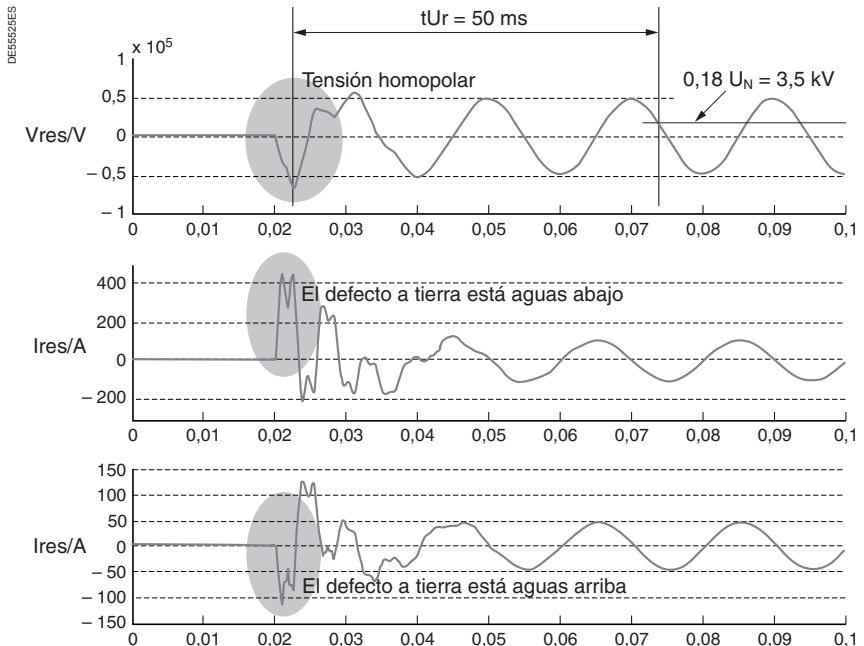 DE55525ES
tUr = 50 ms
x 10⁵
1
0,5
0
– 0,5
– 1
Vres/V
Tensión homopolar
0,18 U_N = 3,5 kV
0 0,01 0,02 0,03 0,04 0,05 0,06 0,07 0,08 0,09 0,1
400
200
0
– 200
Ires/A
El defecto a tierra está aguas abajo
0 0,01 0,02 0,03 0,04 0,05 0,06 0,07 0,08 0,09 0,1
150
100
50
0
– 50
– 100
– 150
Ires/A
El defecto a tierra está aguas arriba
0 0,01 0,02 0,03 0,04 0,05 0,06 0,07 0,08 0,09 0,1